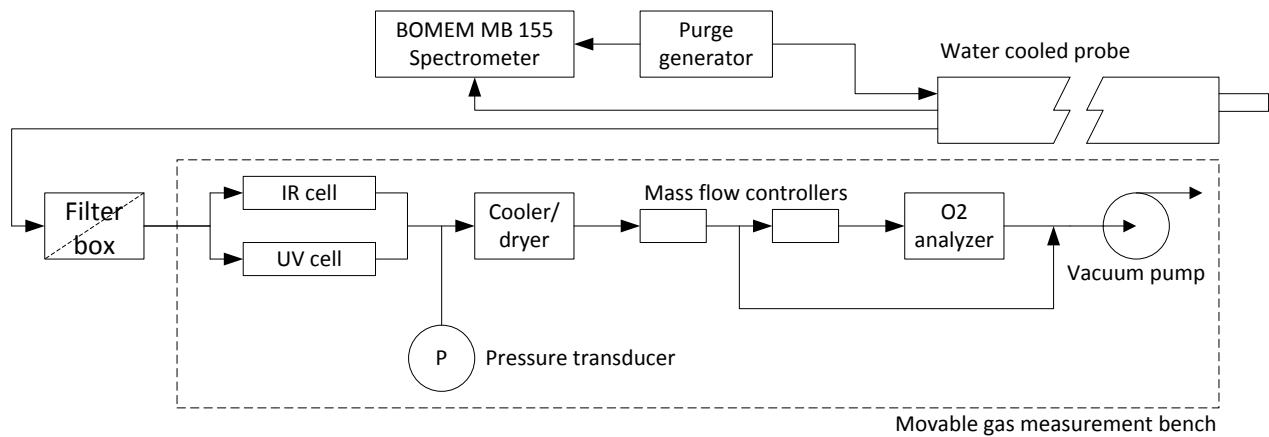 BOMEM MB 155
Spectrometer
Purge
generator
Water cooled probe
Filter
box
IR cell
UV cell
Cooler/
dryer
Mass flow controllers
O2
analyzer
Vacuum pump
P
Pressure transducer
Movable gas measurement bench